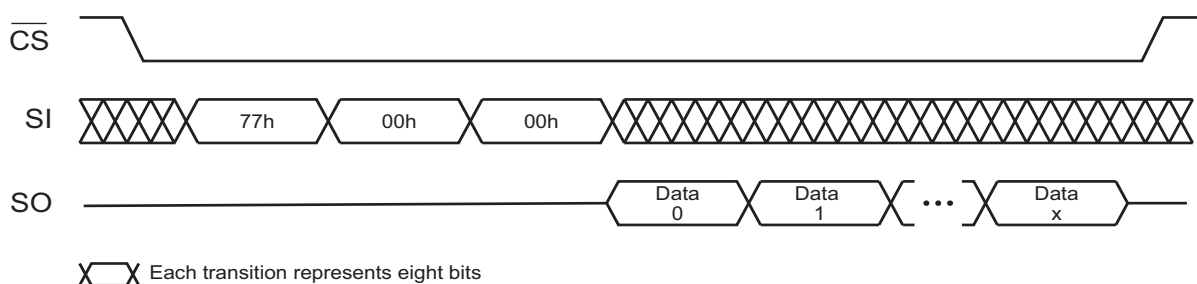 CS
SI
77h
00h
00h
SO
Data
0
Data
1
•••
Data
x
Each transition represents eight bits